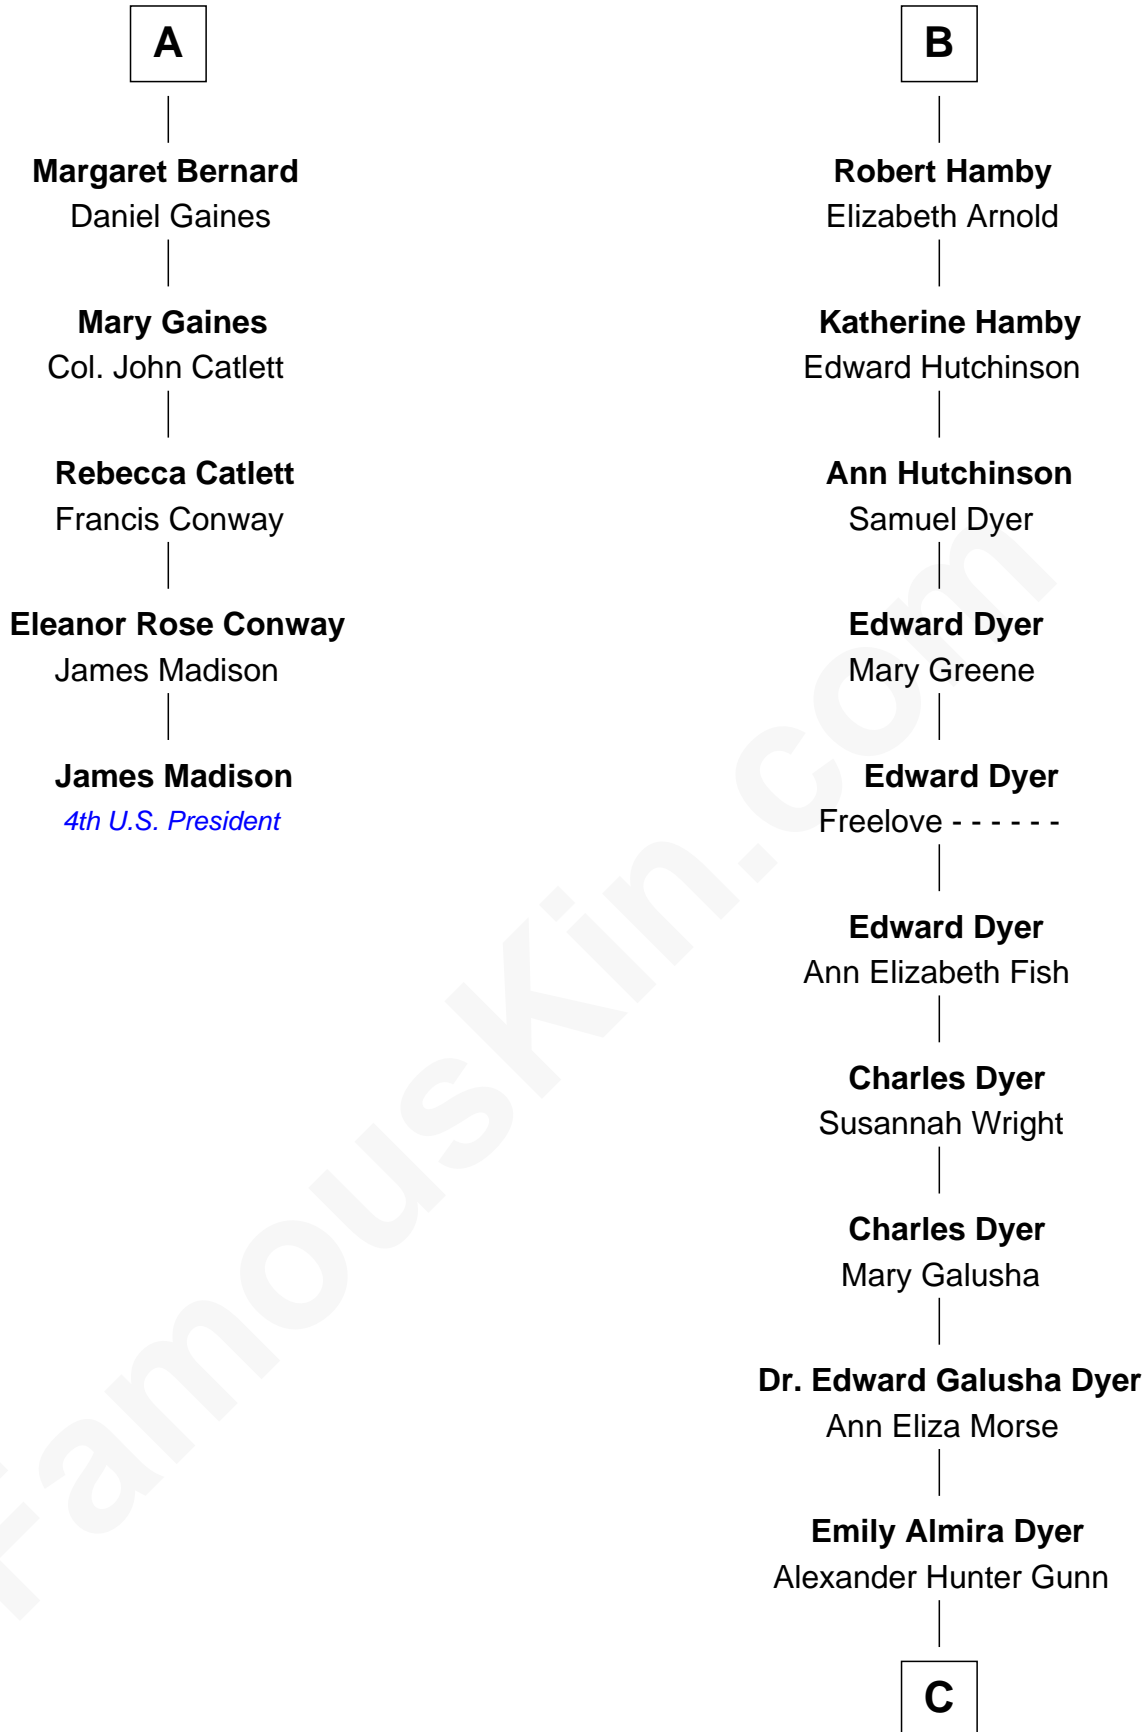 A
Margaret Bernard
Daniel Gaines
Mary Gaines
Col. John Catlett
Rebecca Catlett
Francis Conway
Eleanor Rose Conway
James Madison
James Madison
4th U.S. President
B
Robert Hamby
Elizabeth Arnold
Katherine Hamby
Edward Hutchinson
Ann Hutchinson
Samuel Dyer
Edward Dyer
Mary Greene
Edward Dyer
Freelove - - - - - -
Edward Dyer
Ann Elizabeth Fish
Charles Dyer
Susannah Wright
Charles Dyer
Mary Galusha
Dr. Edward Galusha Dyer
Ann Eliza Morse
Emily Almira Dyer
Alexander Hunter Gunn
C
FamousKin.com